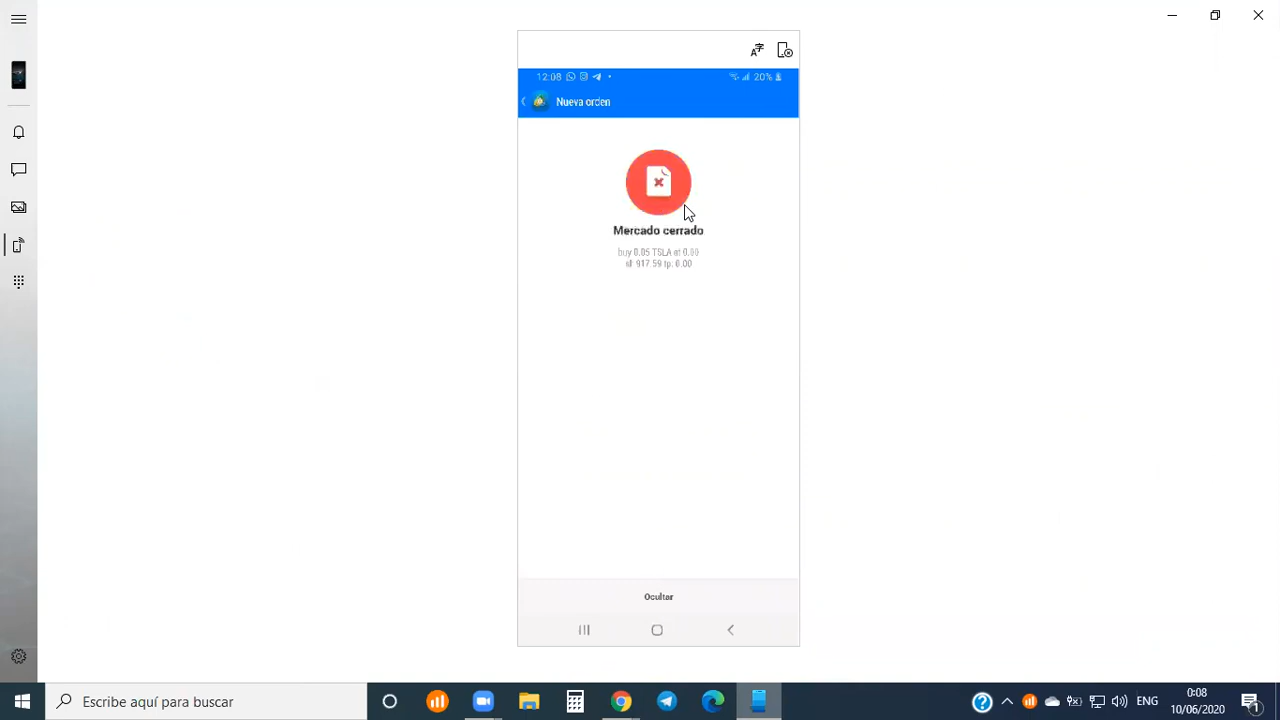 12:08
20%
Nueva orden
Mercado cerrado
buy 0.05 TSLA at 0.00
sl: 917.59 tp: 0.00
Ocultar
Escribe aquí para buscar
ENG
0:08
10/06/2020
1